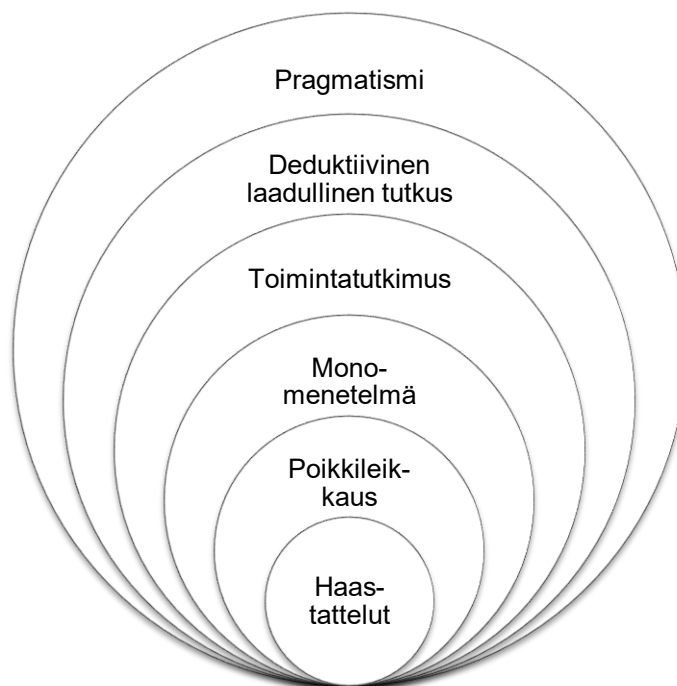 Pragmatismi
Deduktiivinen
laadullinen tutkus
Toimintatutkimus
Mono-
menetelmä
Poikkileik-
kaus
Haas-
tattelut